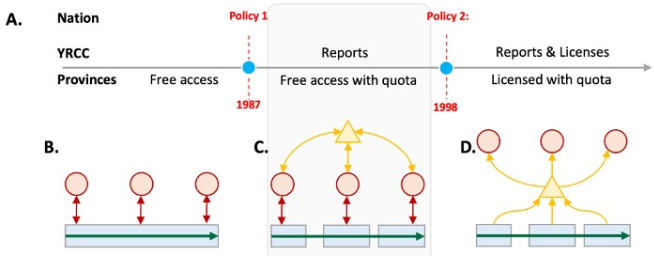 A.
Nation
Policy 1
Policy 2:
YRCC
Reports
Reports & Licenses
Provinces
Free access
Free access with quota
Licensed with quota
1987
1998
B.
C.
D.